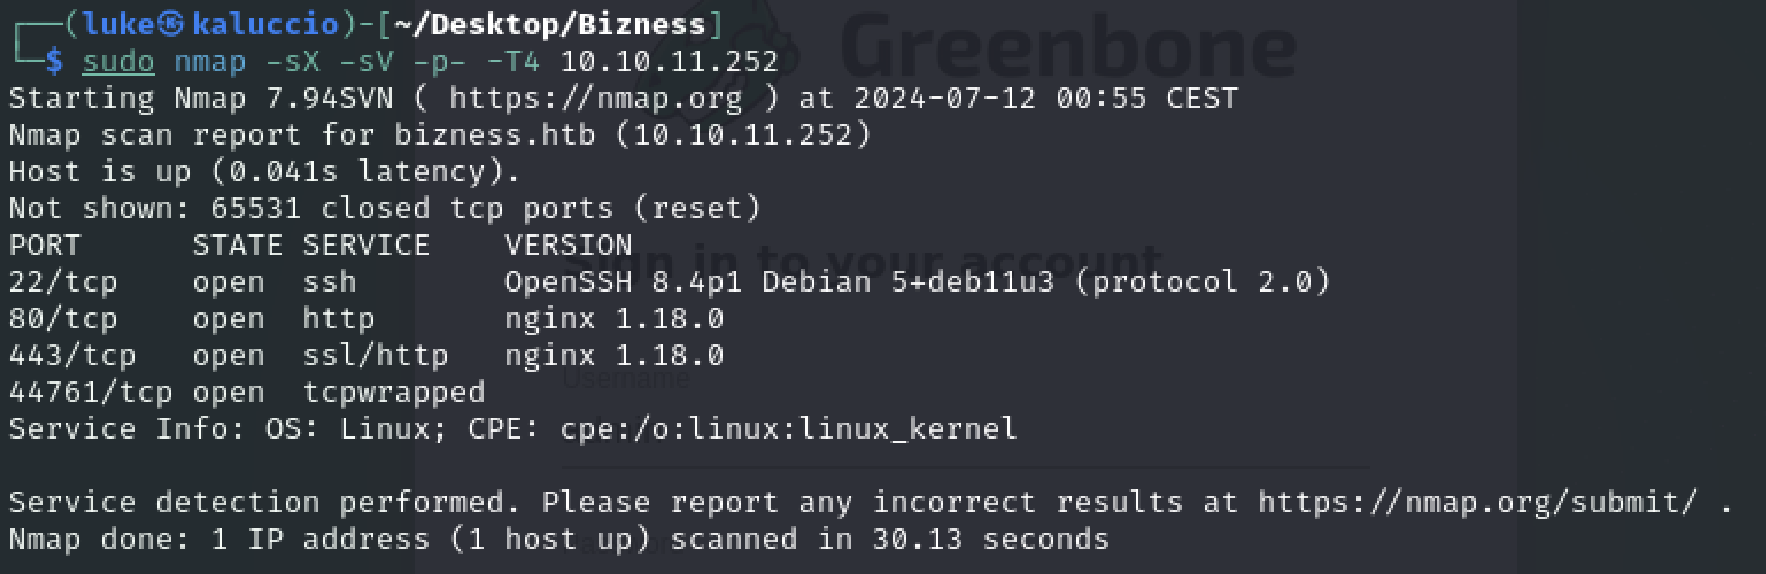 ┌──(luke㉿kaluccio)-[~/Desktop/Bizness]
└─$ sudo nmap -sX -sV -p- -T4 10.10.11.252
Starting Nmap 7.94SVN ( https://nmap.org ) at 2024-07-12 00:55 CEST
Nmap scan report for bizness.htb (10.10.11.252)
Host is up (0.041s latency).
Not shown: 65531 closed tcp ports (reset)
PORT      STATE SERVICE    VERSION
22/tcp    open  ssh        OpenSSH 8.4p1 Debian 5+deb11u3 (protocol 2.0)
80/tcp    open  http       nginx 1.18.0
443/tcp   open  ssl/http   nginx 1.18.0
44761/tcp open  tcpwrapped
Service Info: OS: Linux; CPE: cpe:/o:linux:linux_kernel
Service detection performed. Please report any incorrect results at https://nmap.org/submit/ .
Nmap done: 1 IP address (1 host up) scanned in 30.13 seconds
Greenbone
Sign in to your account
Username